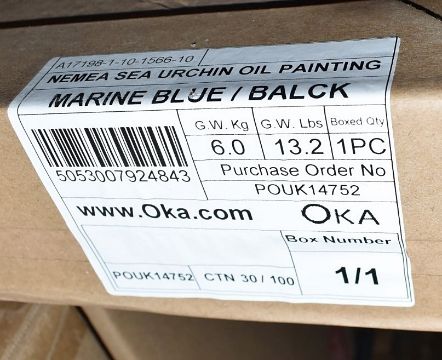 A17198-1-10-1566-10
NEMEA SEA URCHIN OIL PAINTING
MARINE BLUE / BALCK
G.W. Kg G.W. Lbs Boxed Qty
6.0 13.2 1PC
5053007924843
Purchase Order No
POUK14752
www.Oka.com OKA
Box Number
POUK14752 CTN 30 / 100 1/1